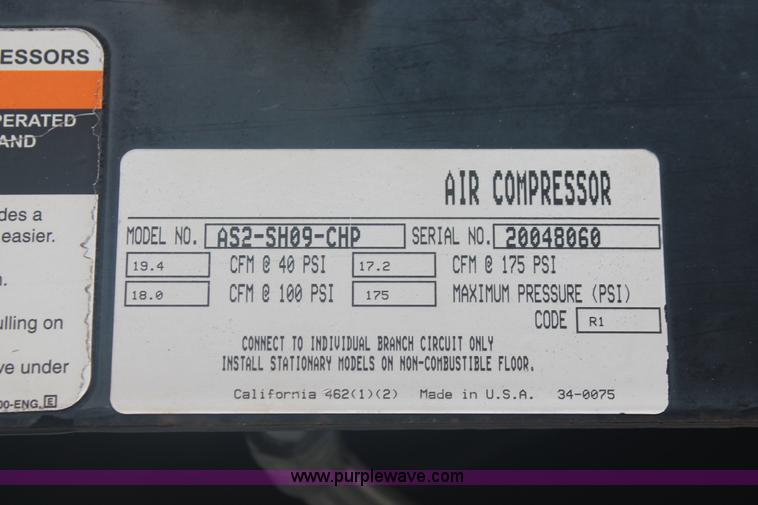 ESSORS
PERATED
AND
des a
easier.
n.
ulling on
ve under
00-ENG. E
AIR COMPRESSOR
MODEL NO. AS2-SH09-CHP SERIAL NO. 20048060
19.4 CFM @ 40 PSI 17.2 CFM @ 175 PSI
18.0 CFM @ 100 PSI 175 MAXIMUM PRESSURE (PSI)
CODE R1
CONNECT TO INDIVIDUAL BRANCH CIRCUIT ONLY
INSTALL STATIONARY MODELS ON NON-COMBUSTIBLE FLOOR.
California 462(1)(2) Made in U.S.A. 34-0075
www.purplewave.com